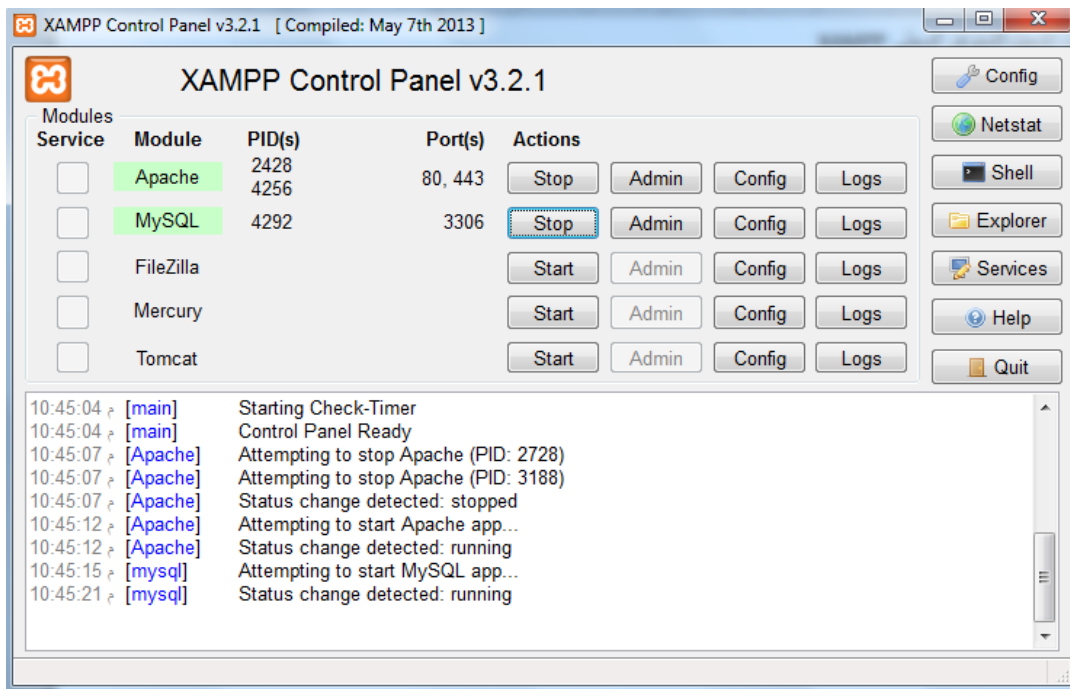 XAMPP Control Panel v3.2.1 [ Compiled: May 7th 2013 ]
XAMPP Control Panel v3.2.1
Config
Modules
Service Module PID(s) Port(s) Actions
Netstat
Apache 2428 4256 80, 443 Stop Admin Config Logs
Shell
MySQL 4292 3306 Stop Admin Config Logs
Explorer
FileZilla Start Admin Config Logs
Services
Mercury Start Admin Config Logs
Help
Tomcat Start Admin Config Logs
Quit
10:45:04 م [main] Starting Check-Timer
10:45:04 م [main] Control Panel Ready
10:45:07 م [Apache] Attempting to stop Apache (PID: 2728)
10:45:07 م [Apache] Attempting to stop Apache (PID: 3188)
10:45:07 م [Apache] Status change detected: stopped
10:45:12 م [Apache] Attempting to start Apache app...
10:45:12 م [Apache] Status change detected: running
10:45:15 م [mysql] Attempting to start MySQL app...
10:45:21 م [mysql] Status change detected: running